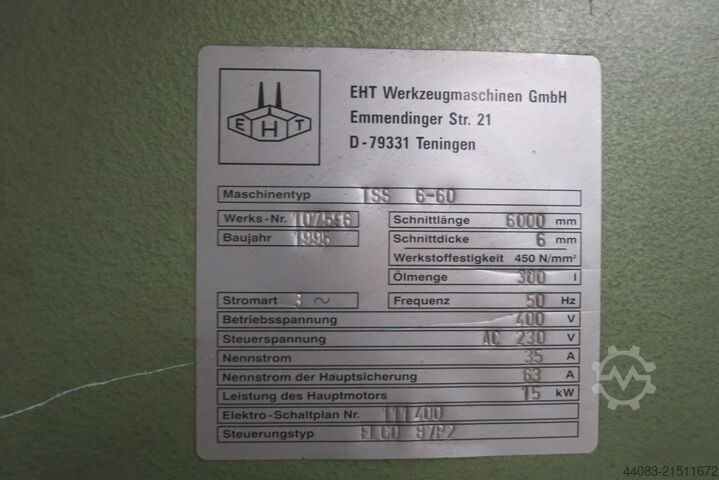 EHT
EHT Werkzeugmaschinen GmbH
Emmendinger Str. 21
D-79331 Teningen
Maschinentyp TSS 6-60
Werks-Nr. 107556
Baujahr 1995
Schnittlänge 6000 mm
Schnittdicke 6 mm
Werkstoffestigkeit 450 N/mm²
Ölmenge 300 l
Stromart 3 ~
Frequenz 50 Hz
Betriebsspannung 400 V
Steuerspannung AC 230 V
Nennstrom 35 A
Nennstrom der Hauptsicherung 63 A
Leistung des Hauptmotors 15 kW
Elektro-Schaltplan Nr. 111400
Steuerungstyp
44083-21511672